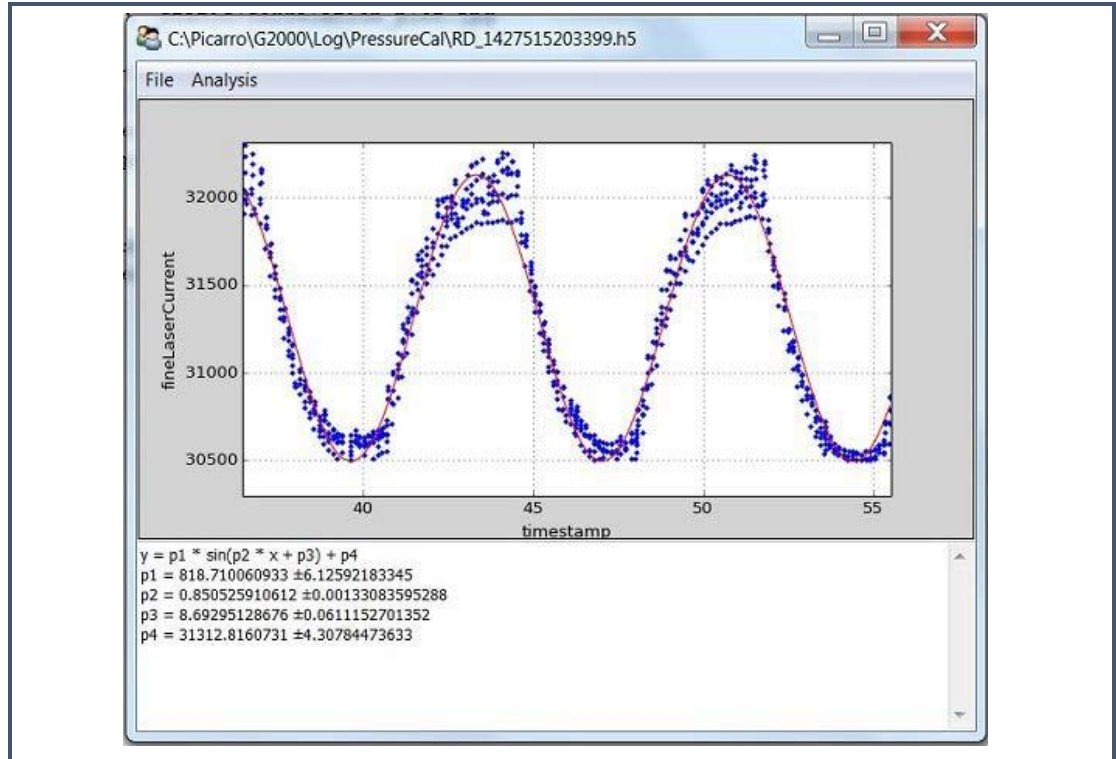 C:\Picarro\G2000\Log\PressureCal\RD_1427515203399.h5
File Analysis
fineLaserCurrent
32000
31500
31000
30500
40 45 50 55
timestamp
y = p1 * sin(p2 * x + p3) + p4
p1 = 818.710060933 ±6.12592183345
p2 = 0.850525910612 ±0.00133083595288
p3 = 8.69295128676 ±0.0611152701352
p4 = 31312.8160731 ±4.30784473633